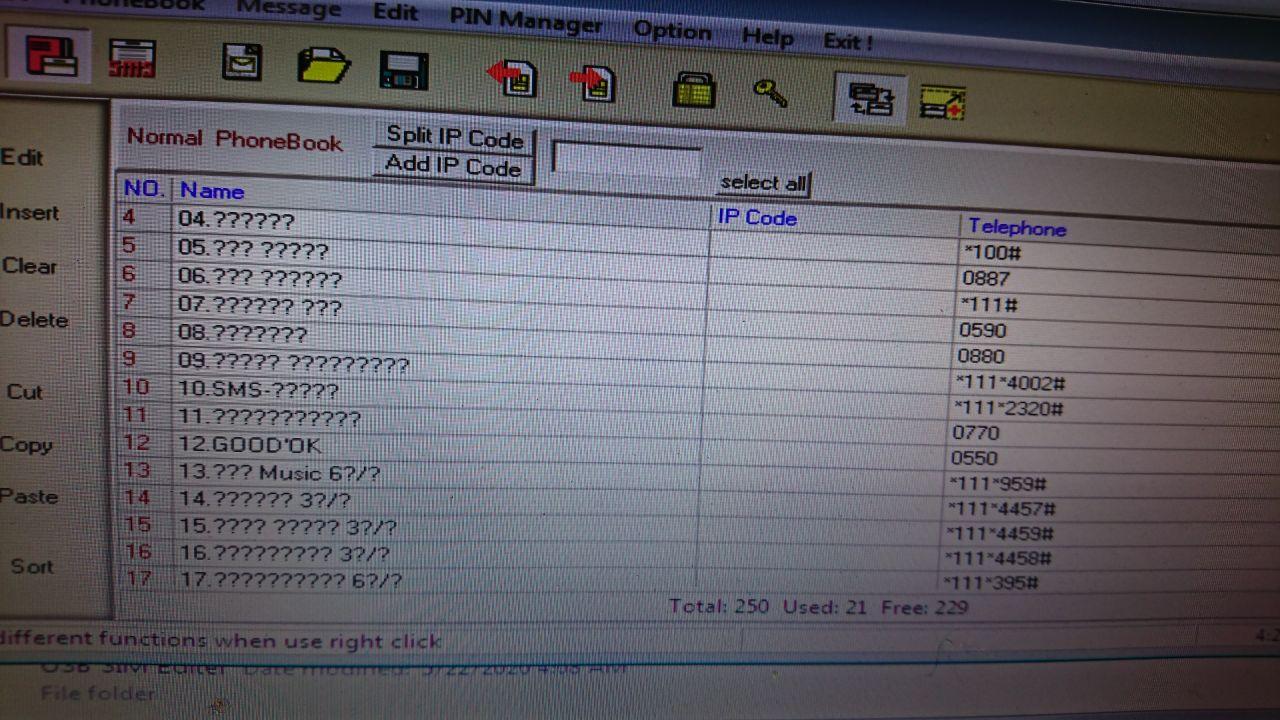 PhoneBook Message Edit PIN Manager Option Help Exit !
Edit
Insert
Clear
Delete
Cut
Copy
Paste
Sort
Normal PhoneBook
Split IP Code
Add IP Code
select all
NO. Name IP Code Telephone
4 04.?????? *100#
5 05.??? ????? 0887
6 06.??? ?????? *111#
7 07.?????? ??? 0590
8 08.??????? 0880
9 09.????? ????????? *111*4002#
10 10.SMS-????? *111*2320#
11 11.??????????? 0770
12 12.GOOD'OK 0550
13 13.??? Music 6?/? *111*959#
14 14.?????? 3?/? *111*4457#
15 15.???? ????? 3?/? *111*4459#
16 16.????????? 3?/? *111*4458#
17 17.?????????? 6?/? *111*395#
Total: 250 Used: 21 Free: 229
different functions when use right click
USB SIM Editer Date modified: 5/22/2020 4:08 AM
File folder